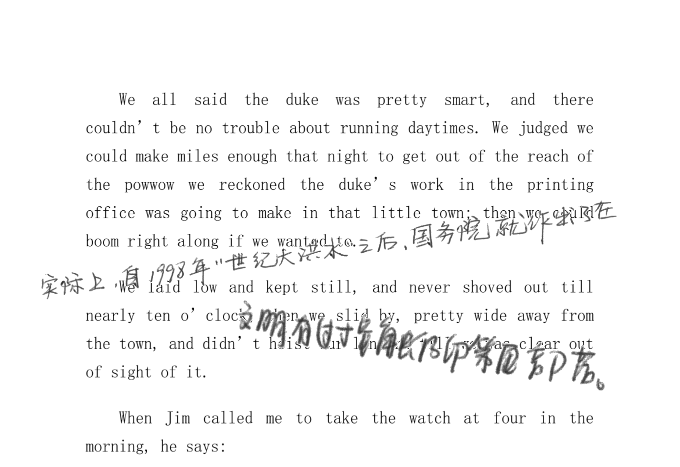 We all said the duke was pretty smart, and there
couldn’t be no trouble about running daytimes. We judged we
could make miles enough that night to get out of the reach of
the powwow we reckoned the duke’s work in the printing
office was going to make in that little town; then we could
boom right along if we wanted to.
实际上，自1998年“世纪大洪水”之后，国务院就作出了在
We laid low and kept still, and never shoved out till
nearly ten o’clock; then we slid by, pretty wide away from
the town, and didn’t hoist our clear out
of sight of it.
When Jim called me to take the watch at four in the
morning, he says: